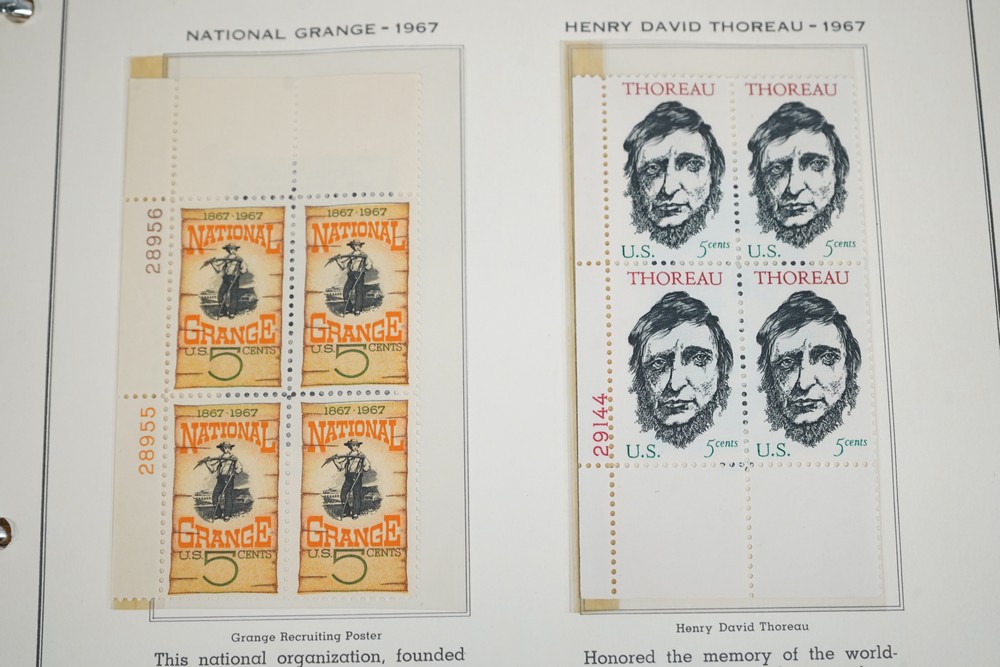 NATIONAL GRANGE - 1967
28956
28955
1867 · 1967
NATIONAL
GRANGE
U.S. 5 CENTS
1867 · 1967
NATIONAL
GRANGE
U.S. 5 CENTS
1867 · 1967
NATIONAL
GRANGE
U.S. 5 CENTS
1867 · 1967
NATIONAL
GRANGE
U.S. 5 CENTS
Grange Recruiting Poster
This national organization, founded
HENRY DAVID THOREAU - 1967
THOREAU
U.S. 5 cents
THOREAU
U.S. 5 cents
THOREAU
U.S. 5 cents
THOREAU
U.S. 5 cents
29144
Henry David Thoreau
Honored the memory of the world-